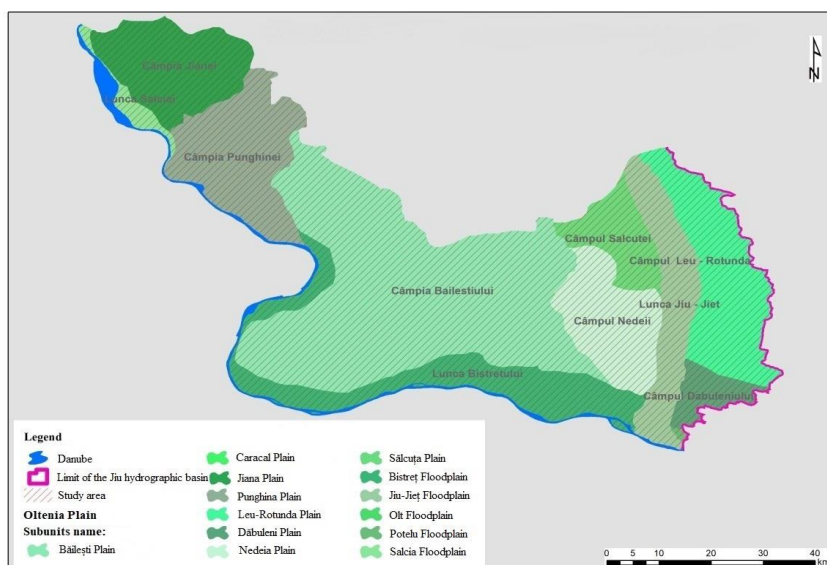 Câmpia Jianei
Lunca Salciei
Câmpia Punghinei
N
Câmpul Salcutei
Câmpul Leu - Rotunda
Câmpia Bailestiului
Lunca Jiu - Jiet
Câmpul Nedeii
Lunca Bistretului
Câmpul Dabuleniului
Legend
Danube
Limit of the Jiu hydrographic basin
Study area
Oltenia Plain
Subunits name:
Băilești Plain
Caracal Plain
Jiana Plain
Punghina Plain
Leu-Rotunda Plain
Dăbuleni Plain
Nedeia Plain
Sălcuța Plain
Bistreț Floodplain
Jiu-Jieț Floodplain
Olt Floodplain
Potelu Floodplain
Salcia Floodplain
0 5 10 20 30 40
km